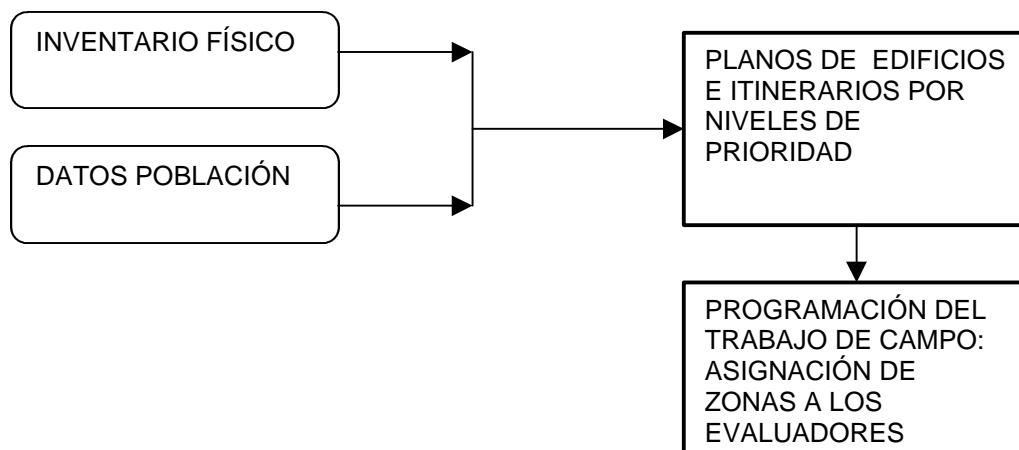 INVENTARIO FÍSICO
DATOS POBLACIÓN
PLANOS DE EDIFICIOS
E ITINERARIOS POR
NIVELES DE
PRIORIDAD
PROGRAMACIÓN DEL
TRABAJO DE CAMPO:
ASIGNACIÓN DE
ZONAS A LOS
EVALUADORES